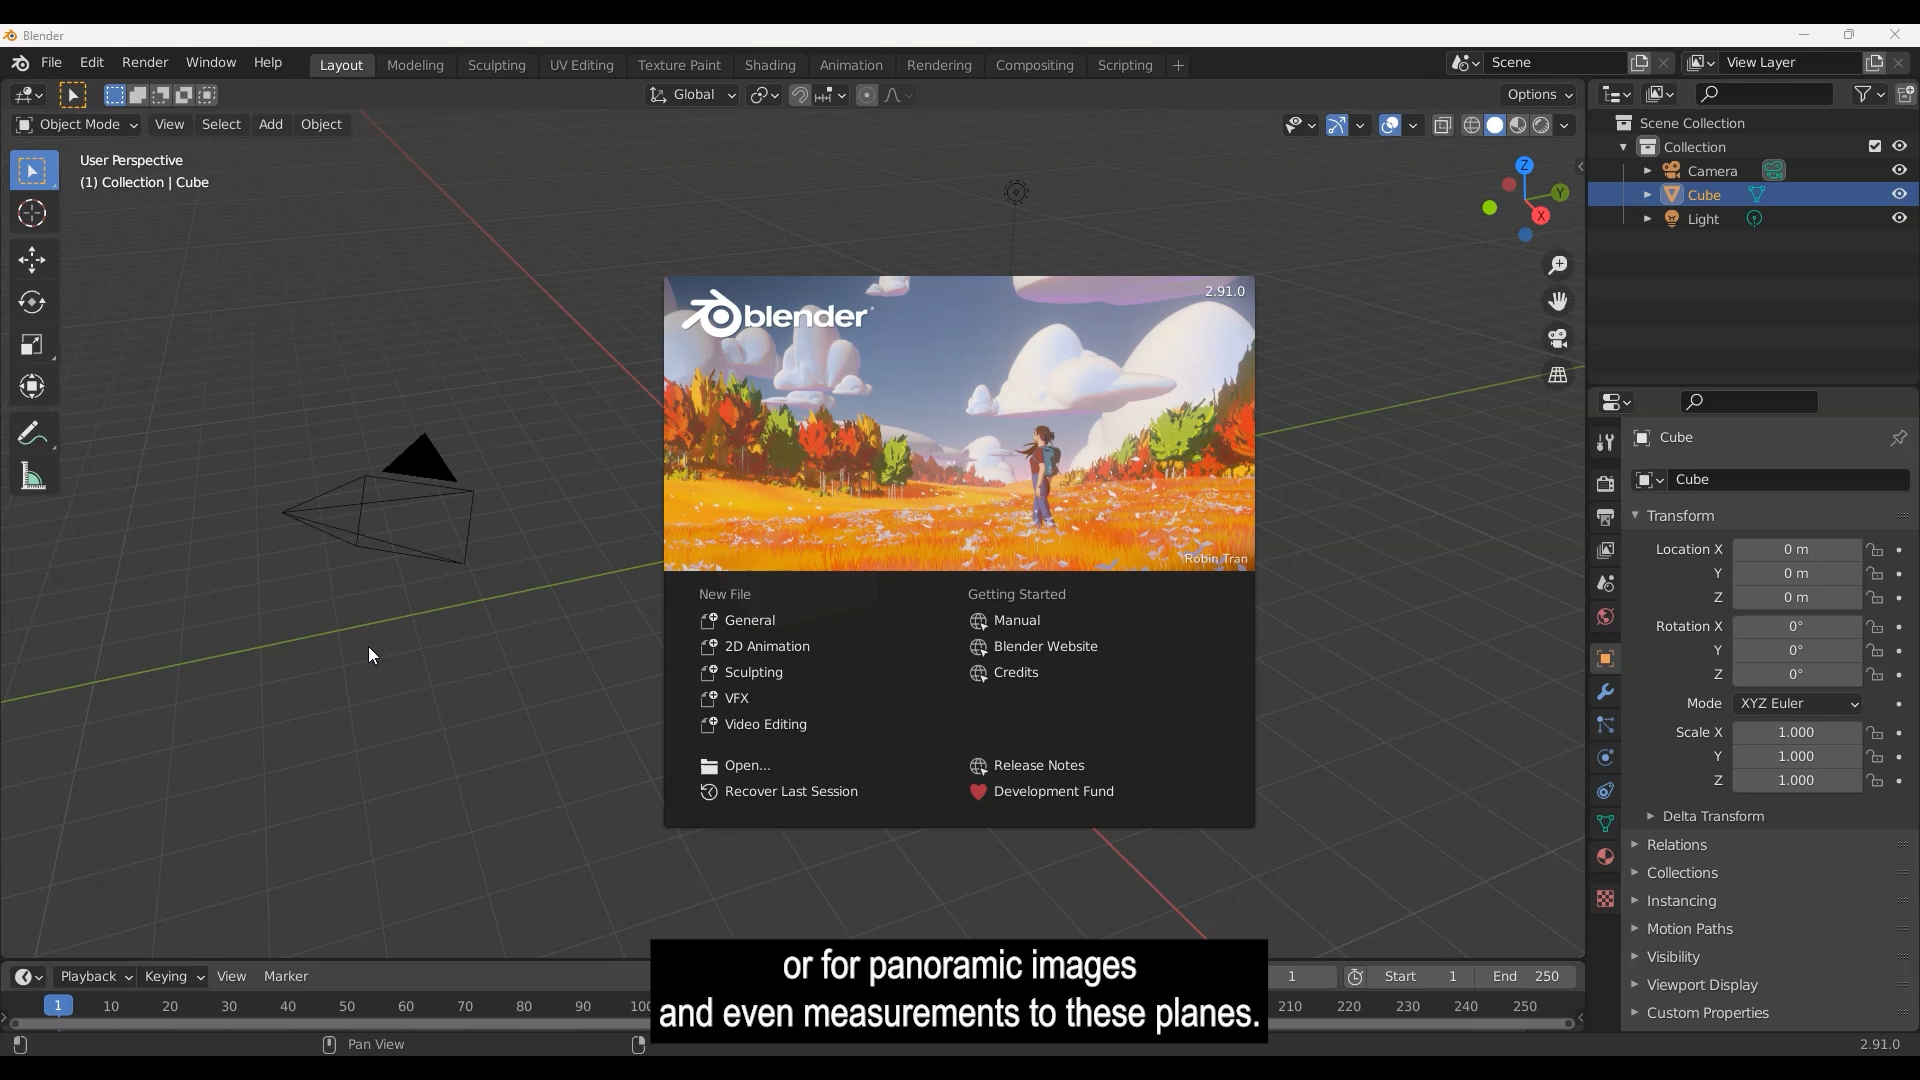 Blender
File Edit Render Window Help Layout Modeling Sculpting UV Editing Texture Paint Shading Animation Rendering Compositing Scripting Scene View Layer
Global Options
Object Mode View Select Add Object
User Perspective
(1) Collection | Cube
Z
Y
X
Scene Collection
Collection
Camera
Cube
Light
blender
2.91.0
Robin Tran
New File
General
2D Animation
Sculpting
VFX
Video Editing
Open...
Recover Last Session
Getting Started
Manual
Blender Website
Credits
Release Notes
Development Fund
Cube
Cube
Transform
Location X 0 m
Y 0 m
Z 0 m
Rotation X 0°
Y 0°
Z 0°
Mode XYZ Euler
Scale X 1.000
Y 1.000
Z 1.000
Delta Transform
Relations
Collections
Instancing
Motion Paths
Visibility
Viewport Display
Custom Properties
or for panoramic images
and even measurements to these planes.
Playback Keying View Marker 1 Start 1 End 250
1 10 20 30 40 50 60 70 80 90 210 220 230 240 250
Pan View 2.91.0